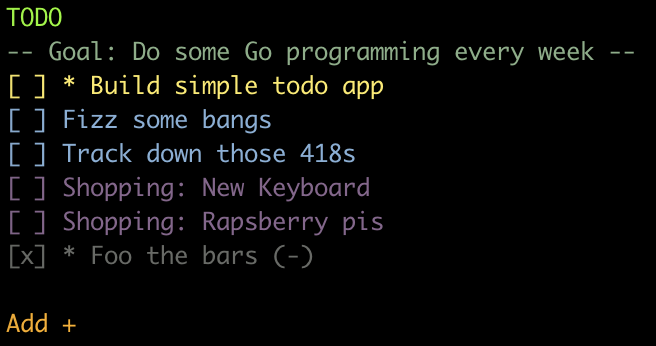 TODO
-- Goal: Do some Go programming every week --
[ ] * Build simple todo app
[ ] Fizz some bangs
[ ] Track down those 418s
[ ] Shopping: New Keyboard
[ ] Shopping: Rapsberry pis
[x] * Foo the bars (-)
Add +